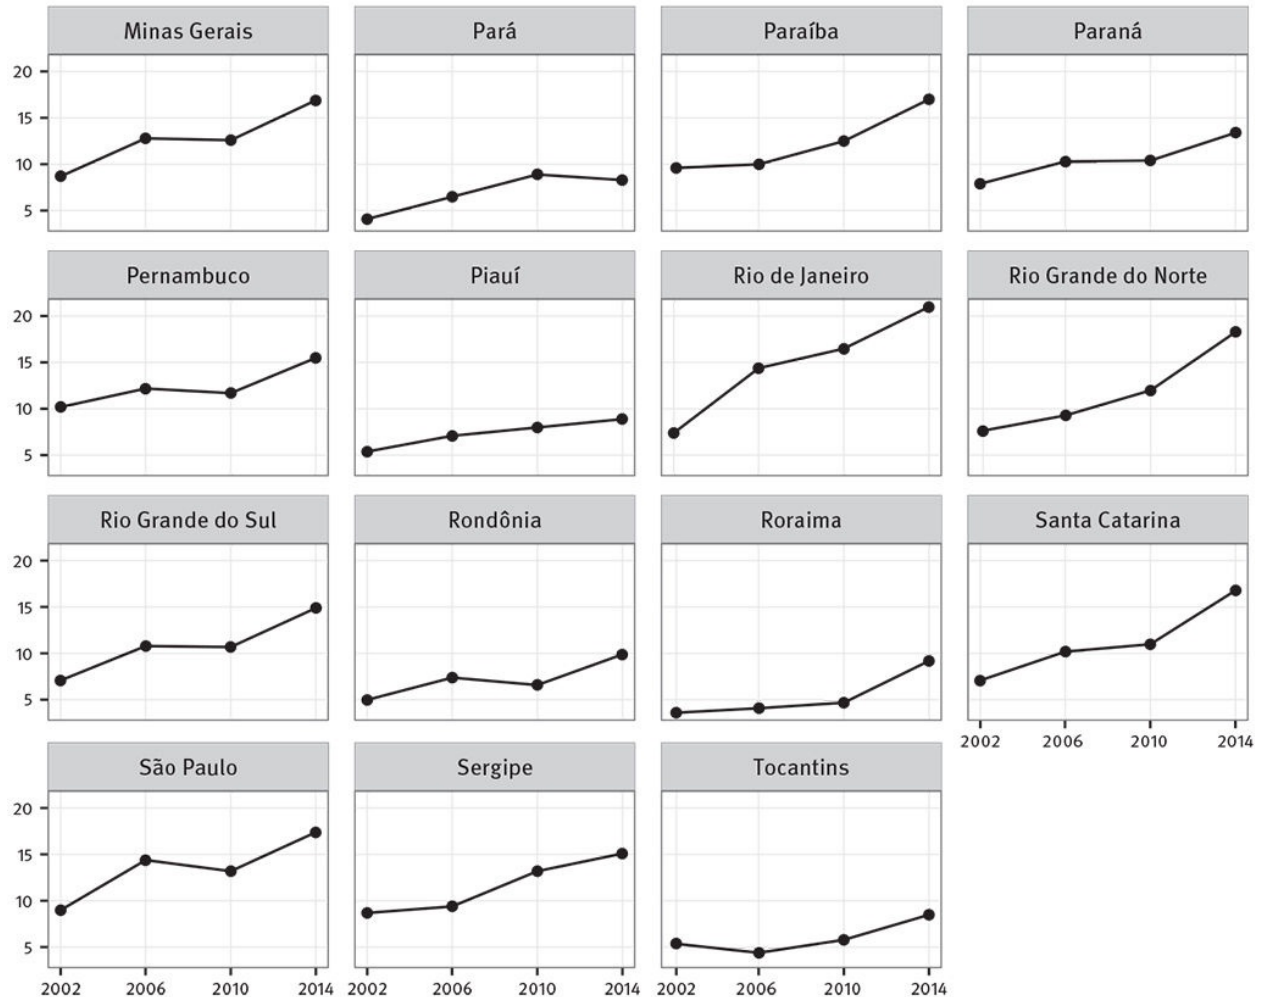 Minas Gerais Pará Paraíba Paraná
20
15
10
5
Pernambuco Piauí Rio de Janeiro Rio Grande do Norte
20
15
10
5
Rio Grande do Sul Rondônia Roraima Santa Catarina
20
15
10
5
2002 2006 2010 2014
São Paulo Sergipe Tocantins
20
15
10
5
2002 2006 2010 2014 2002 2006 2010 2014 2002 2006 2010 2014